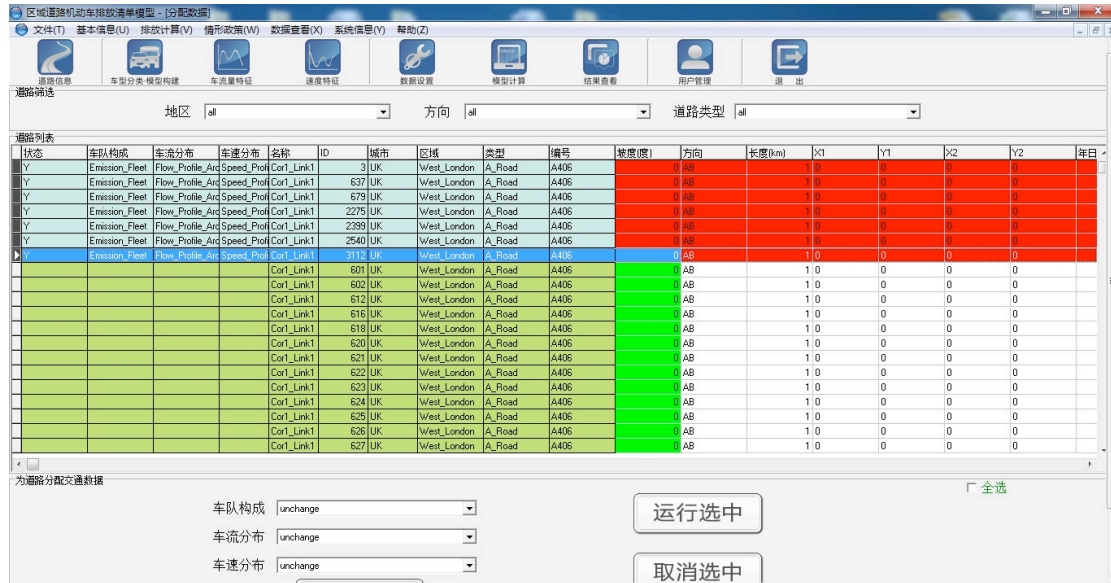 区域道路机动车排放清单模型 - [分配数据]
文件(T) 基本信息(U) 排放计算(V) 情形政策(W) 数据查看(X) 系统信息(Y) 帮助(Z)
道路信息 车型分类·模型构建 车流量特征 速度特征 数据设置 模型计算 结果查看 用户管理 退 出
道路筛选
地区 all 方向 all 道路类型 all
道路列表
状态 车队构成 车流分布 车速分布 名称 ID 城市 区域 类型 编号 坡度(度) 方向 长度(km) X1 Y1 X2 Y2 年日
Y Emission_Fleet Flow_Profile_Arc Speed_Profi Cor1_Link1 3 UK West_London A_Road A406 0 AB 1 0 0 0 0
Y Emission_Fleet Flow_Profile_Arc Speed_Profi Cor1_Link1 637 UK West_London A_Road A406 0 AB 1 0 0 0 0
Y Emission_Fleet Flow_Profile_Arc Speed_Profi Cor1_Link1 679 UK West_London A_Road A406 0 AB 1 0 0 0 0
Y Emission_Fleet Flow_Profile_Arc Speed_Profi Cor1_Link1 2275 UK West_London A_Road A406 0 AB 1 0 0 0 0
Y Emission_Fleet Flow_Profile_Arc Speed_Profi Cor1_Link1 2399 UK West_London A_Road A406 0 AB 1 0 0 0 0
Y Emission_Fleet Flow_Profile_Arc Speed_Profi Cor1_Link1 2540 UK West_London A_Road A406 0 AB 1 0 0 0 0
Y Emission_Fleet Flow_Profile_Arc Speed_Profi Cor1_Link1 3112 UK West_London A_Road A406 0 AB 1 0 0 0 0
Cor1_Link1 601 UK West_London A_Road A406 0 AB 1 0 0 0 0
Cor1_Link1 602 UK West_London A_Road A406 0 AB 1 0 0 0 0
Cor1_Link1 612 UK West_London A_Road A406 0 AB 1 0 0 0 0
Cor1_Link1 616 UK West_London A_Road A406 0 AB 1 0 0 0 0
Cor1_Link1 618 UK West_London A_Road A406 0 AB 1 0 0 0 0
Cor1_Link1 620 UK West_London A_Road A406 0 AB 1 0 0 0 0
Cor1_Link1 621 UK West_London A_Road A406 0 AB 1 0 0 0 0
Cor1_Link1 622 UK West_London A_Road A406 0 AB 1 0 0 0 0
Cor1_Link1 623 UK West_London A_Road A406 0 AB 1 0 0 0 0
Cor1_Link1 624 UK West_London A_Road A406 0 AB 1 0 0 0 0
Cor1_Link1 625 UK West_London A_Road A406 0 AB 1 0 0 0 0
Cor1_Link1 626 UK West_London A_Road A406 0 AB 1 0 0 0 0
Cor1_Link1 627 UK West_London A_Road A406 0 AB 1 0 0 0 0
为道路分配交通数据
全选
车队构成 unchange
运行选中
车流分布 unchange
车速分布 unchange
取消选中